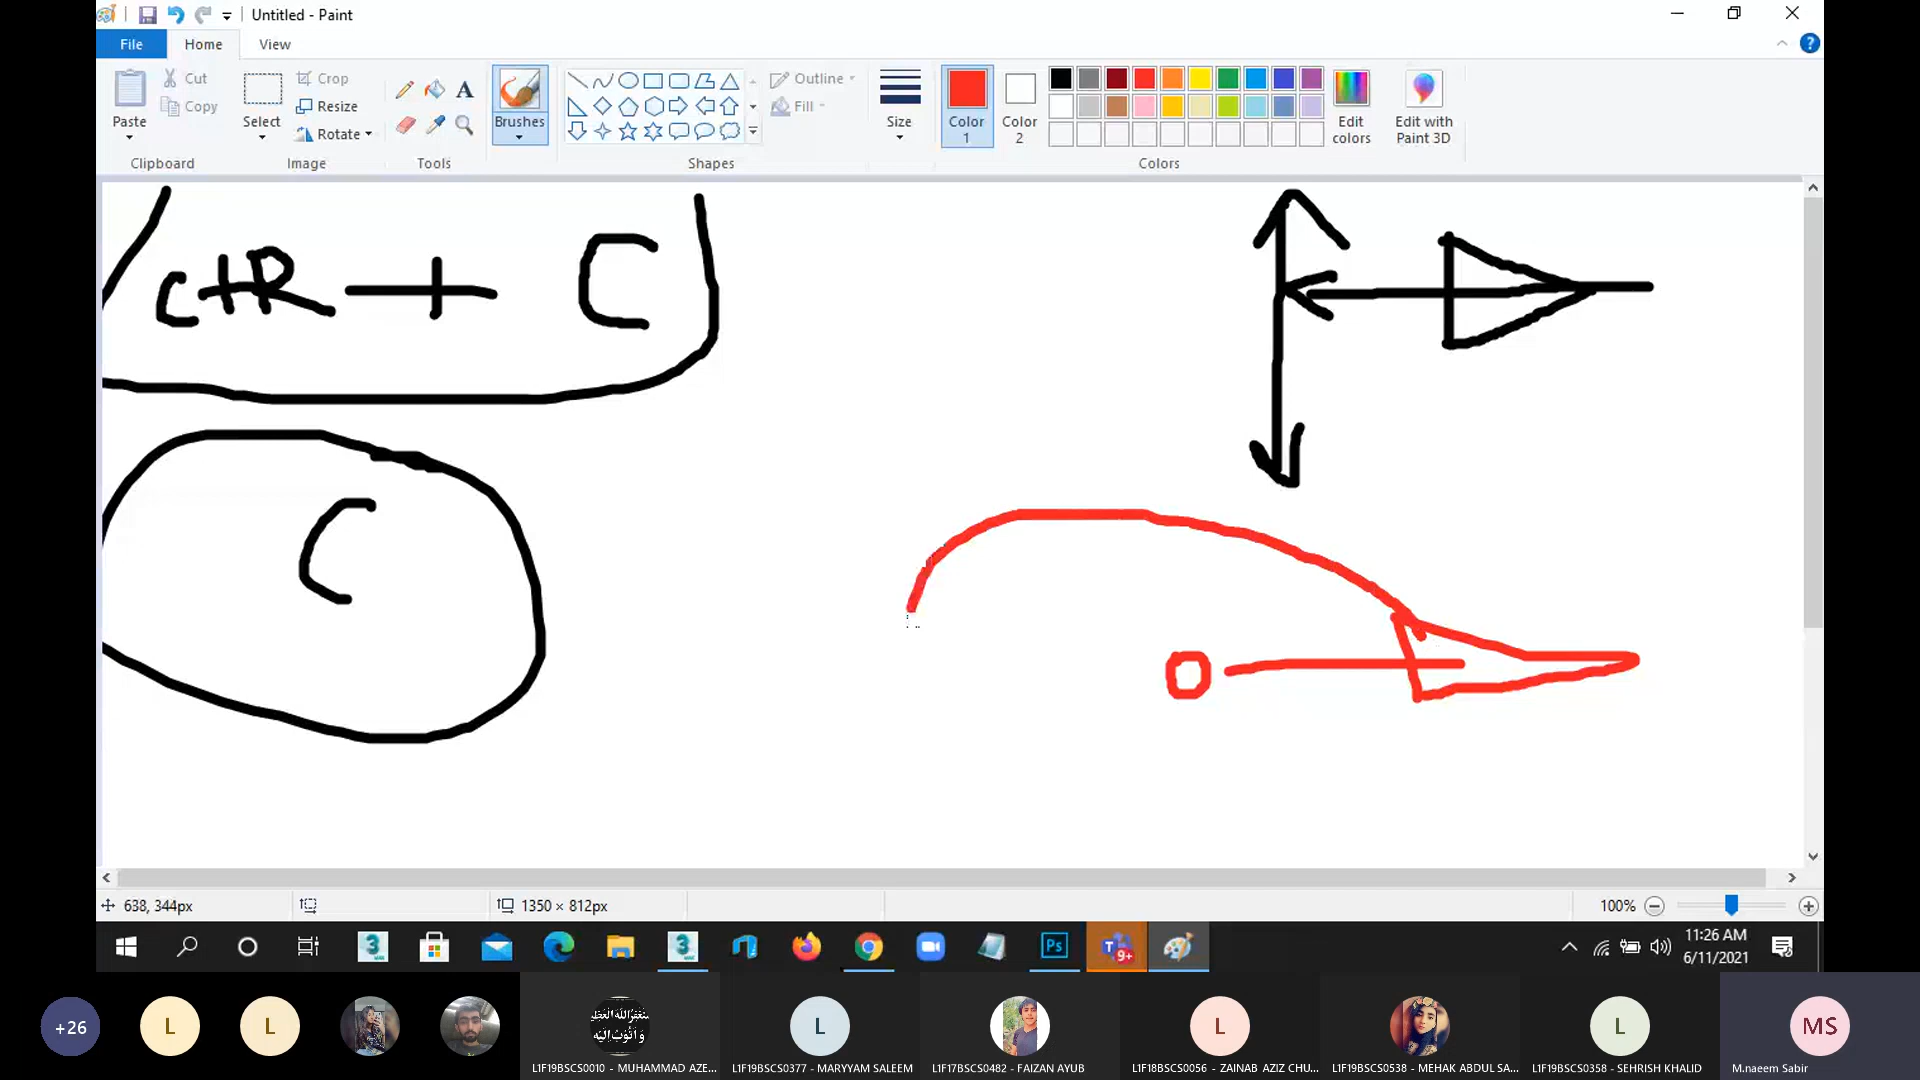 Untitled - Paint
File Home View
Paste
Cut
Copy
Clipboard
Select
Crop
Resize
Rotate
Image
Tools
Brushes
Shapes
Outline
Fill
Size
Color 1
Color 2
Edit colors
Edit with Paint 3D
Colors
c+R + C
C
O
638, 344px
1350 × 812px
100%
Ps
9+
11:26 AM
6/11/2021
+26
L
L
L
L
L
MS
L1F19BSCS0010 - MUHAMMAD AZE...
L1F19BSCS0377 - MARYYAM SALEEM
L1F17BSCS0482 - FAIZAN AYUB
L1F18BSCS0056 - ZAINAB AZIZ CHU...
L1F19BSCS0538 - MEHAK ABDUL SA...
L1F19BSCS0358 - SEHRISH KHALID
M.naeem Sabir